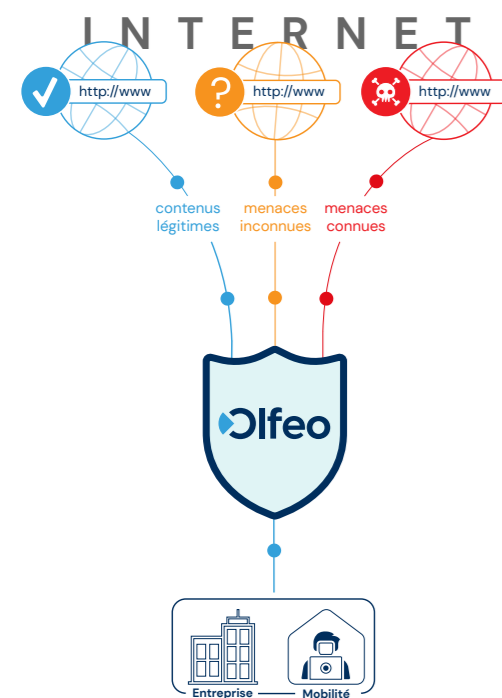 INTERNET
http://www
http://www
http://www
contenus
légitimes
menaces
inconnues
menaces
connues
Olfeo
Entreprise
Mobilité